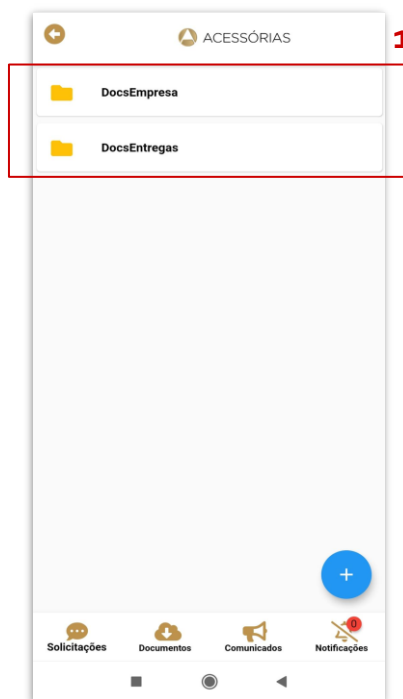 ACESSÓRIAS
1
DocsEmpresa
DocsEntregas
+
0
Solicitações Documentos Comunicados Notificações